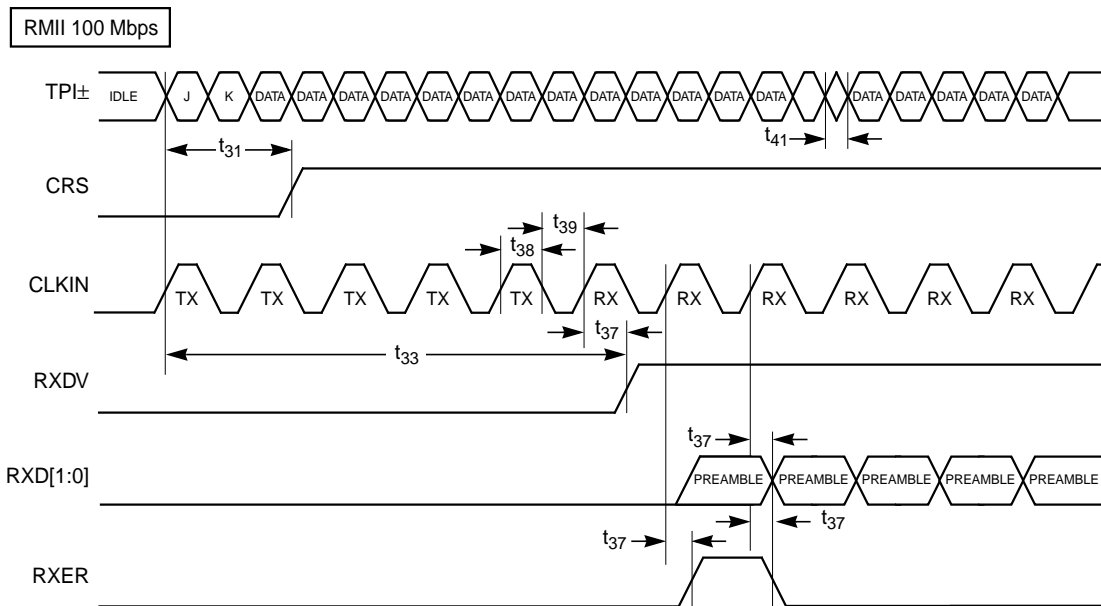 RMII 100 Mbps
TPI± IDLE J K DATA DATA DATA DATA DATA DATA DATA DATA DATA DATA DATA DATA DATA DATA DATA DATA DATA DATA
t41
t31
CRS
t39
t38
CLKIN TX TX TX TX TX RX RX RX RX RX RX
t37
t33
RXDV
t37
RXD[1:0] PREAMBLE PREAMBLE PREAMBLE PREAMBLE PREAMBLE
t37
t37
RXER